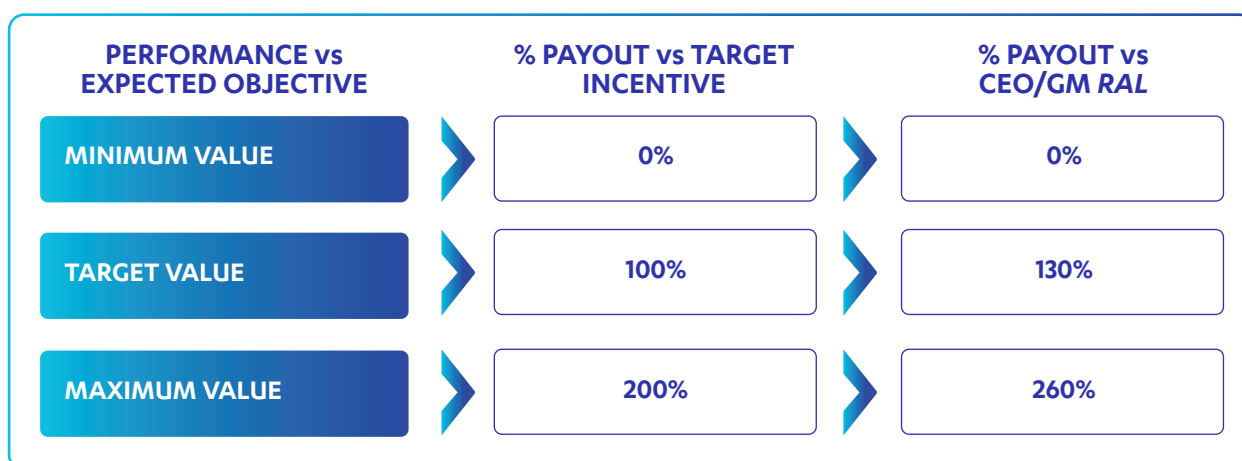 PERFORMANCE vs
EXPECTED OBJECTIVE
% PAYOUT vs TARGET
INCENTIVE
% PAYOUT vs
CEO/GM RAL
MINIMUM VALUE
0%
0%
TARGET VALUE
100%
130%
MAXIMUM VALUE
200%
260%